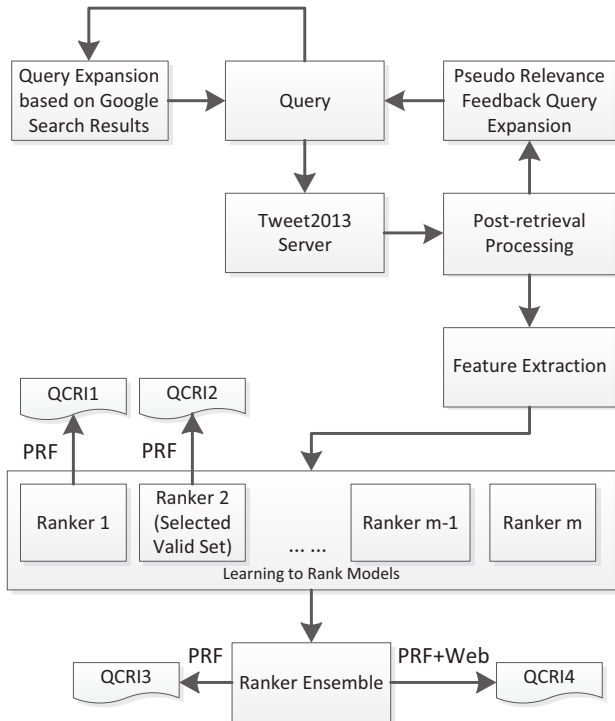 Query Expansion
based on Google
Search Results
Query
Pseudo Relevance
Feedback Query
Expansion
Tweet2013
Server
Post-retrieval
Processing
Feature Extraction
QCRI1
QCRI2
PRF
PRF
Ranker 1
Ranker 2
(Selected
Valid Set)
... ...
Ranker m-1
Ranker m
Learning to Rank Models
QCRI3
PRF
Ranker Ensemble
PRF+Web
QCRI4